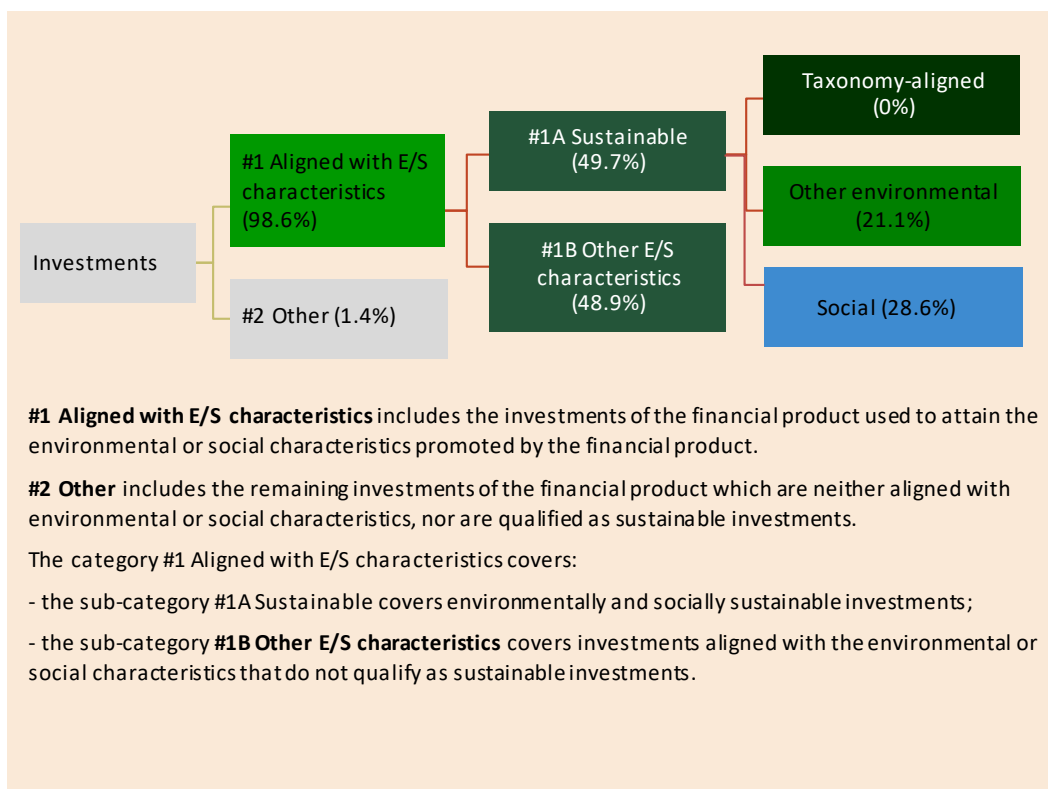 Investments
#1 Aligned with E/S
characteristics
(98.6%)
#2 Other (1.4%)
#1A Sustainable
(49.7%)
#1B Other E/S
characteristics
(48.9%)
Taxonomy-aligned
(0%)
Other environmental
(21.1%)
Social (28.6%)
#1 Aligned with E/S characteristics includes the investments of the financial product used to attain the
environmental or social characteristics promoted by the financial product.
#2 Other includes the remaining investments of the financial product which are neither aligned with
environmental or social characteristics, nor are qualified as sustainable investments.
The category #1 Aligned with E/S characteristics covers:
- the sub-category #1A Sustainable covers environmentally and socially sustainable investments;
- the sub-category #1B Other E/S characteristics covers investments aligned with the environmental or
social characteristics that do not qualify as sustainable investments.